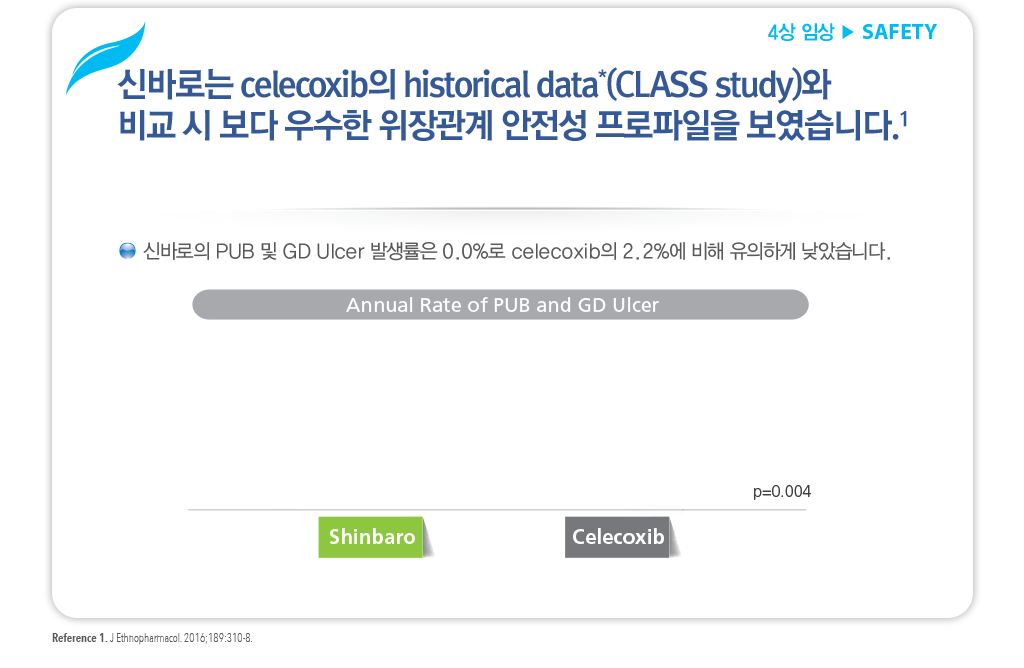 4상 임상 ▶ SAFETY
신바로는 celecoxib의 historical data*(CLASS study)와
비교 시 보다 우수한 위장관계 안전성 프로파일을 보였습니다.1
신바로의 PUB 및 GD Ulcer 발생률은 0.0%로 celecoxib의 2.2%에 비해 유의하게 낮았습니다.
Annual Rate of PUB and GD Ulcer
p=0.004
Shinbaro
Celecoxib
Reference 1. J Ethnopharmacol. 2016;189:310-8.